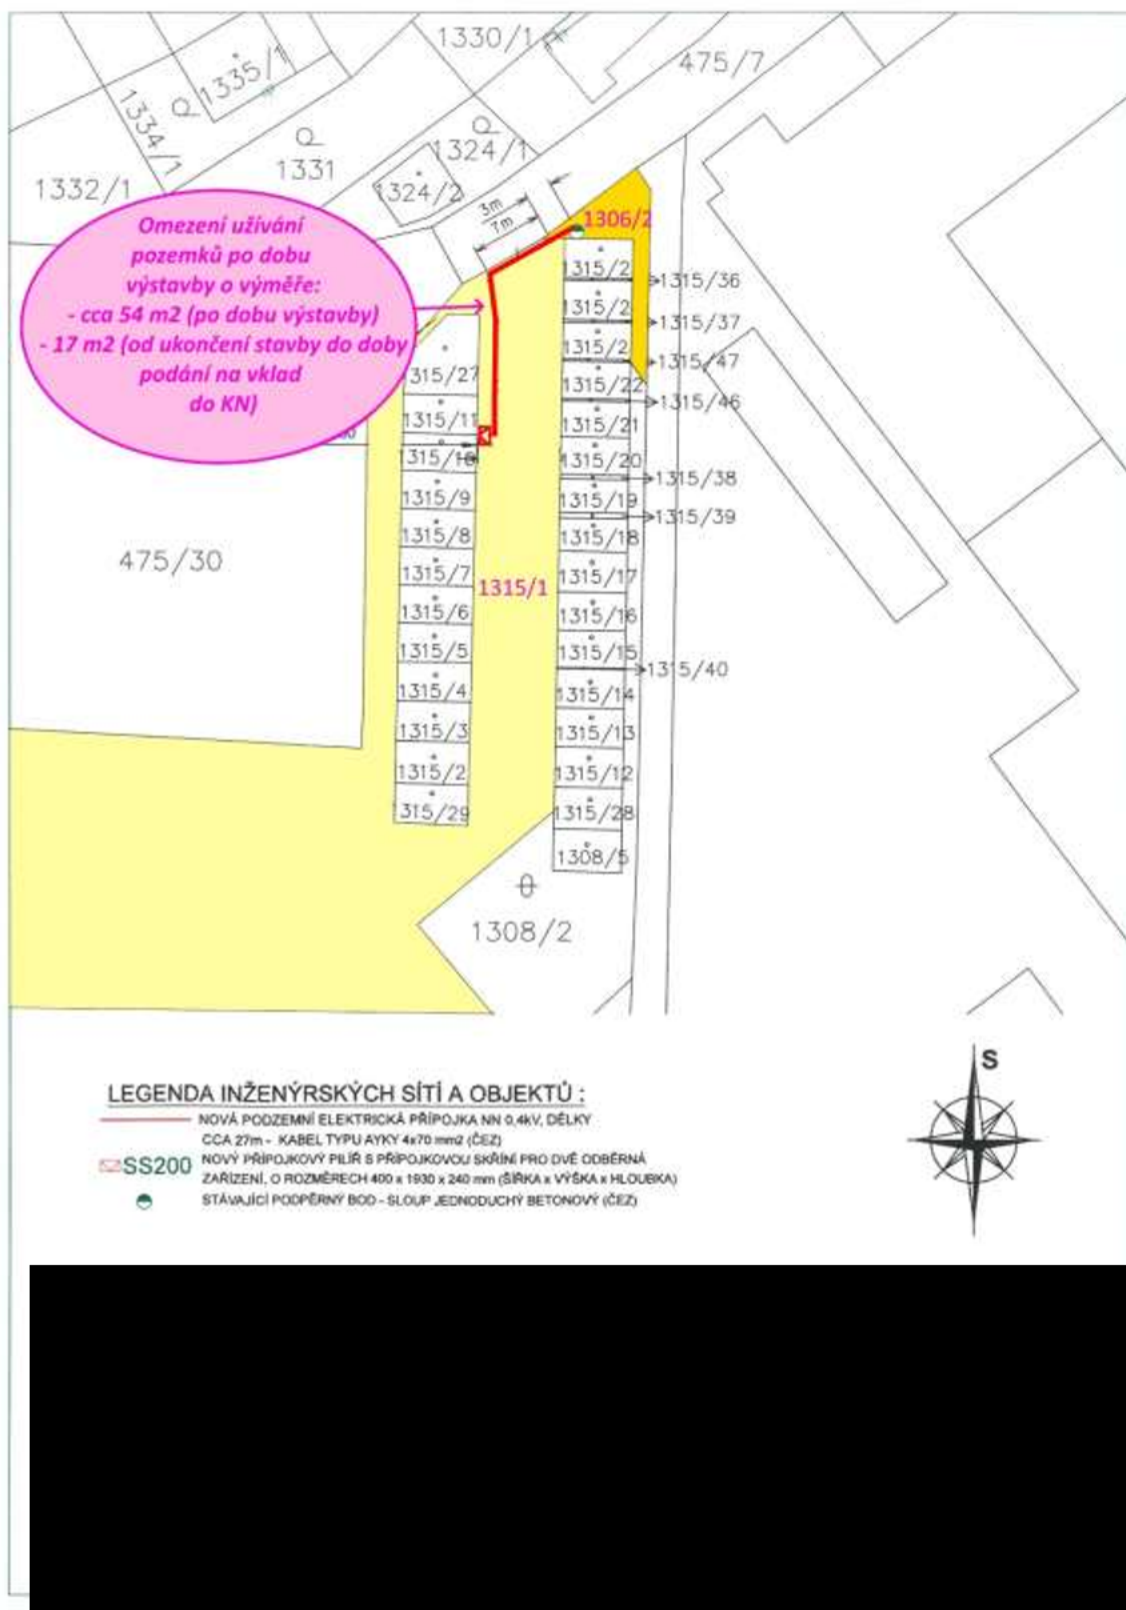 1330/1
475/7
1335/1
1334/1
1331
1324/1
1332/1
1324/2
3m
7m
1306/2
Omezení užívání
pozemků po dobu
výstavby o výměře:
- cca 54 m2 (po dobu výstavby)
- 17 m2 (od ukončení stavby do doby
podání na vklad
do KN)
1315/2
1315/36
1315/2
1315/37
1315/2
1315/47
315/27
1315/22
1315/46
1315/11
1315/21
1315/10
1315/20
1315/38
1315/9
1315/19
1315/39
1315/8
1315/18
475/30
1315/7
1315/1
1315/17
1315/6
1315/16
1315/5
1315/15
1315/40
1315/4
1315/14
1315/3
1315/13
1315/2
1315/12
315/29
1315/28
1308/5
1308/2
S
LEGENDA INŽENÝRSKÝCH SÍTÍ A OBJEKTŮ :
NOVÁ PODZEMNÍ ELEKTRICKÁ PŘÍPOJKA NN 0,4kV, DÉLKY
CCA 27m - KABEL TYPU AYKY 4x70 mm2 (ČEZ)
SS200 NOVÝ PŘÍPOJKOVÝ PILÍŘ S PŘÍPOJKOVOU SKŘÍNÍ PRO DVĚ ODBĚRNÁ
ZAŘÍZENÍ, O ROZMĚRECH 400 x 1930 x 240 mm (ŠÍŘKA x VÝŠKA x HLOUBKA)
STÁVAJÍCÍ PODPĚRNÝ BOD - SLOUP JEDNODUCHÝ BETONOVÝ (ČEZ)